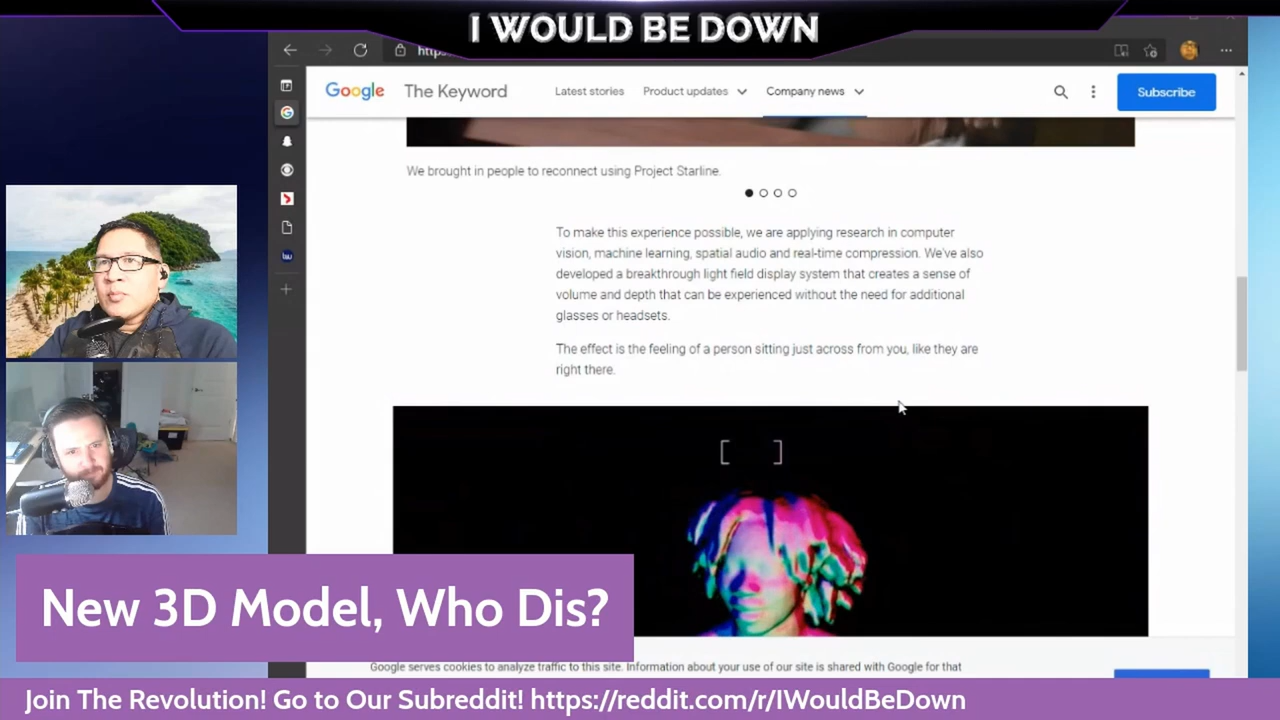 I WOULD BE DOWN
http
Google The Keyword Latest stories Product updates Company news Subscribe
We brought in people to reconnect using Project Starline.
To make this experience possible, we are applying research in computer
vision, machine learning, spatial audio and real-time compression. We've also
developed a breakthrough light field display system that creates a sense of
volume and depth that can be experienced without the need for additional
glasses or headsets.
The effect is the feeling of a person sitting just across from you, like they are
right there.
[ ]
New 3D Model, Who Dis?
Google serves cookies to analyze traffic to this site. Information about your use of our site is shared with Google for that
Join The Revolution! Go to Our Subreddit! https://reddit.com/r/IWouldBeDown